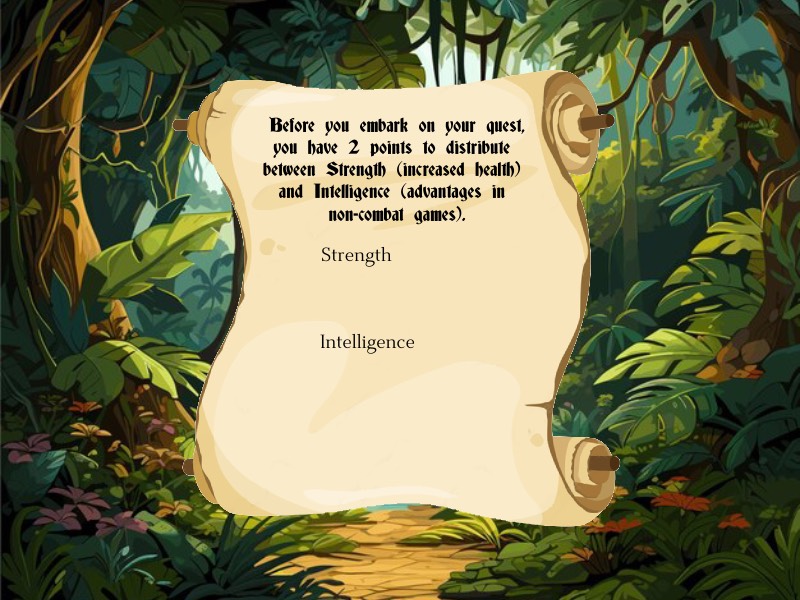 Before you embark on your quest,
you have 2 points to distribute
between Strength (increased health)
and Intelligence (advantages in
non-combat games).
Strength
Intelligence